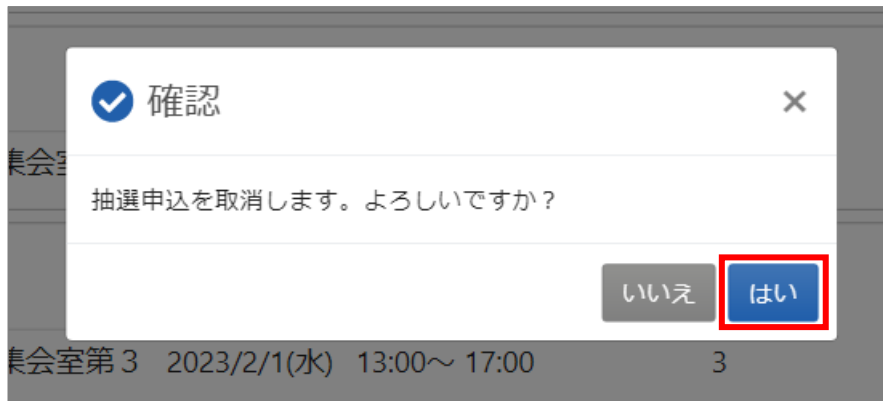 確認
×
集会室
抽選申込を取消します。よろしいですか？
いいえ はい
集会室第３ 2023/2/1(水) 13:00～ 17:00 3